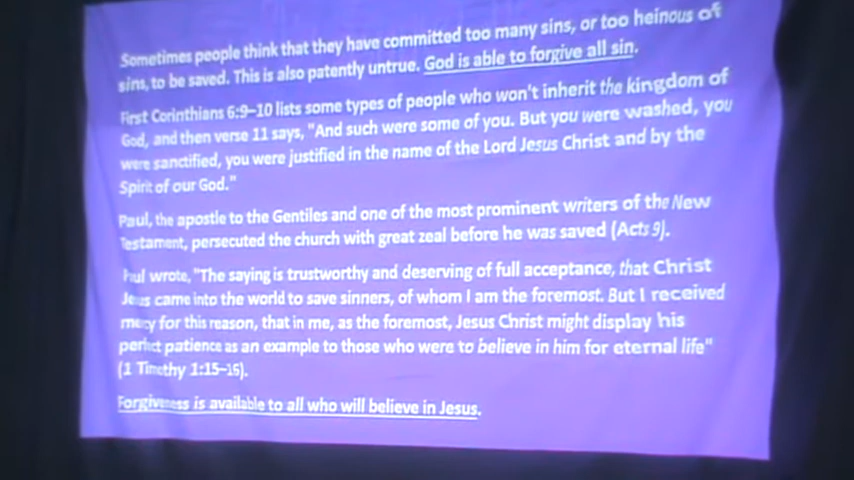 Sometimes people think that they have committed too many sins, or too heinous of
sins, to be saved. This is also patently untrue. God is able to forgive all sin.
First Corinthians 6:9–10 lists some types of people who won't inherit the kingdom of
God, and then verse 11 says, "And such were some of you. But you were washed, you
were sanctified, you were justified in the name of the Lord Jesus Christ and by the
Spirit of our God."
Paul, the apostle to the Gentiles and one of the most prominent writers of the New
Testament, persecuted the church with great zeal before he was saved (Acts 9).
Paul wrote, "The saying is trustworthy and deserving of full acceptance, that Christ
Jesus came into the world to save sinners, of whom I am the foremost. But I received
mercy for this reason, that in me, as the foremost, Jesus Christ might display his
perfect patience as an example to those who were to believe in him for eternal life"
(1 Timothy 1:15–16).
Forgiveness is available to all who will believe in Jesus.